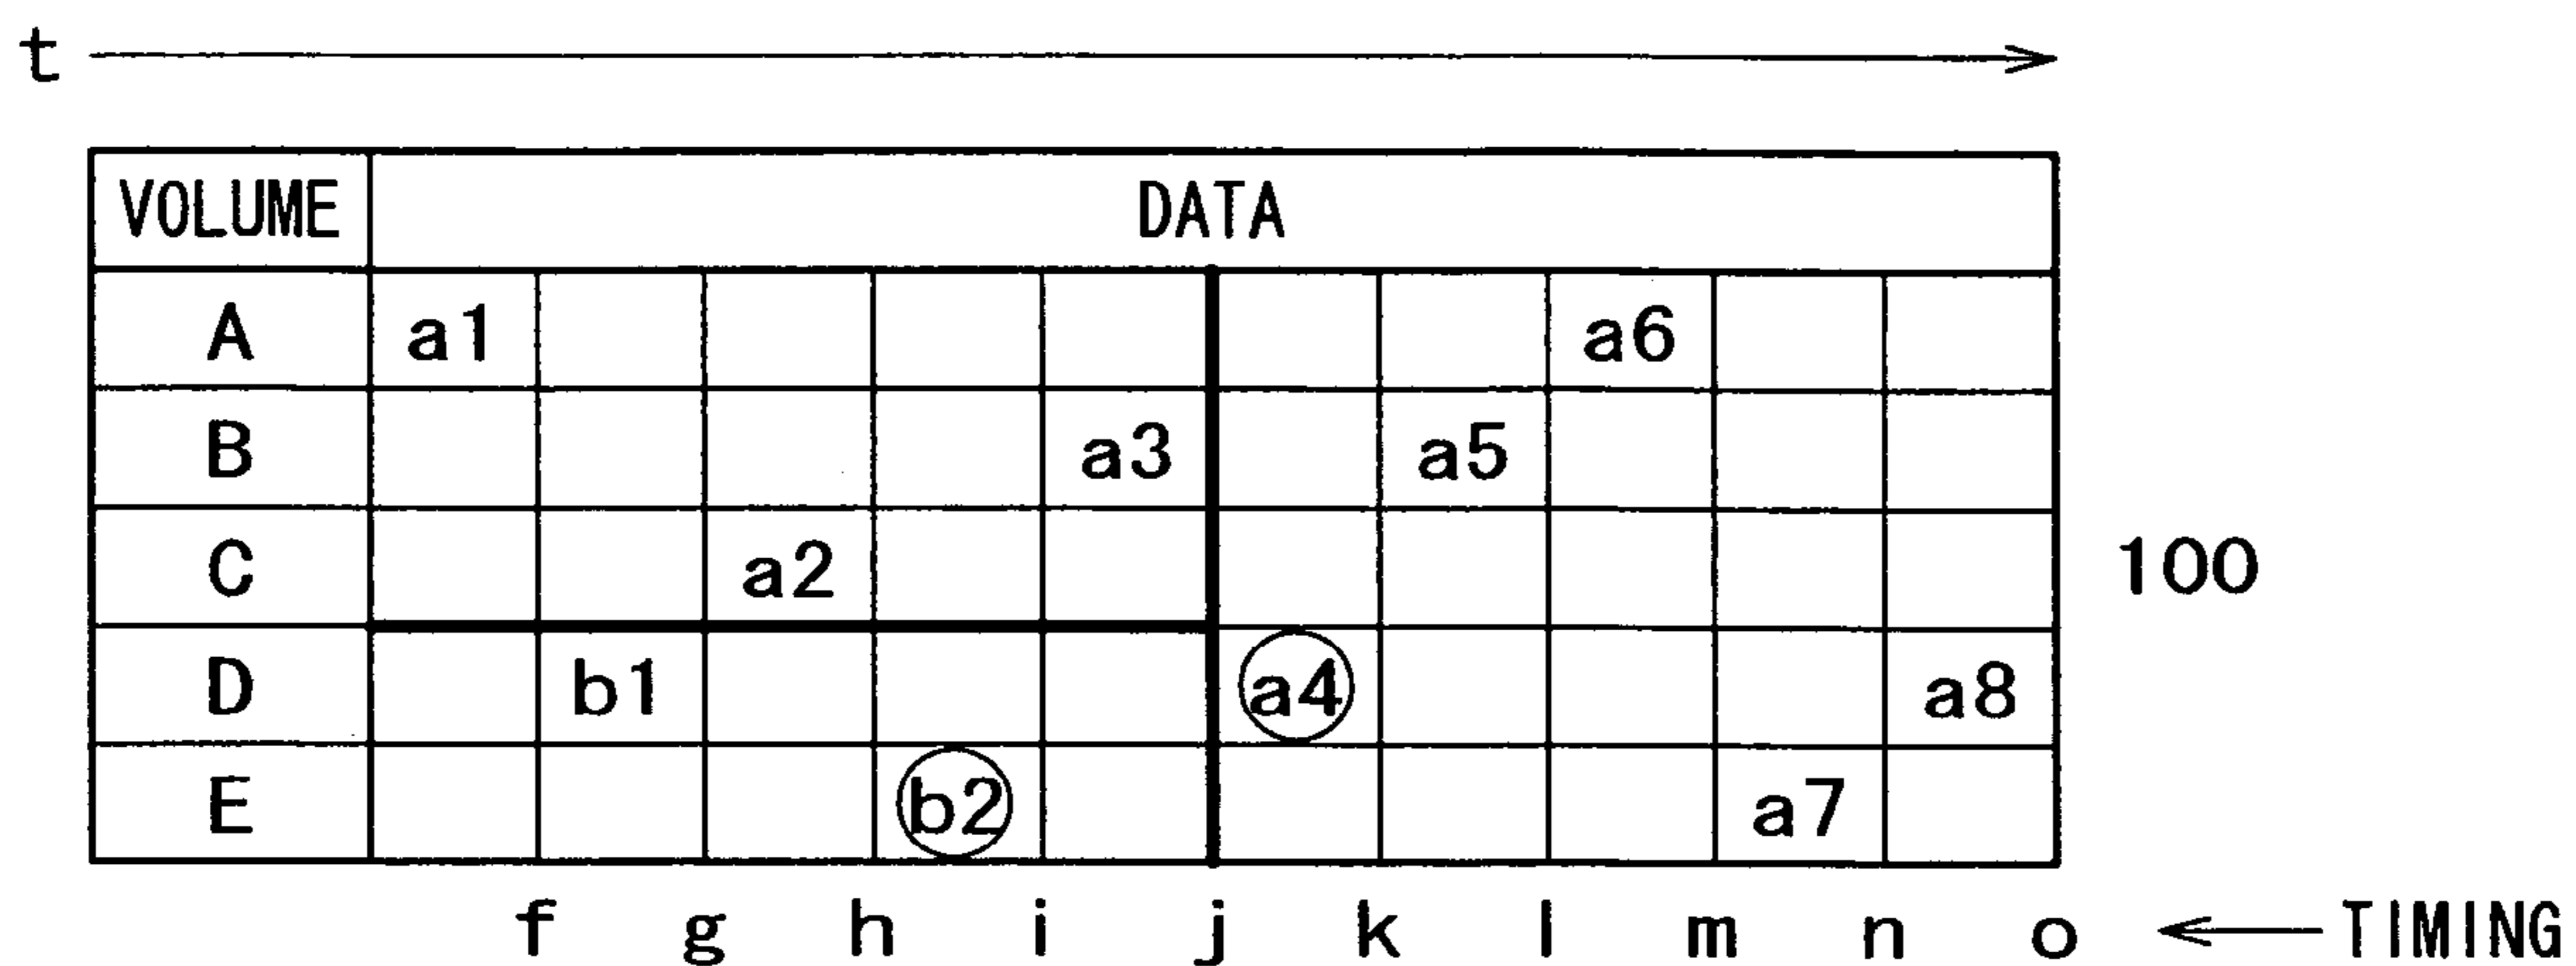 t
VOLUME DATA
A a1 a6
B a3 a5
C a2
100
D b1 a4 a8
E b2 a7
f g h i j k l m n o ← TIMING